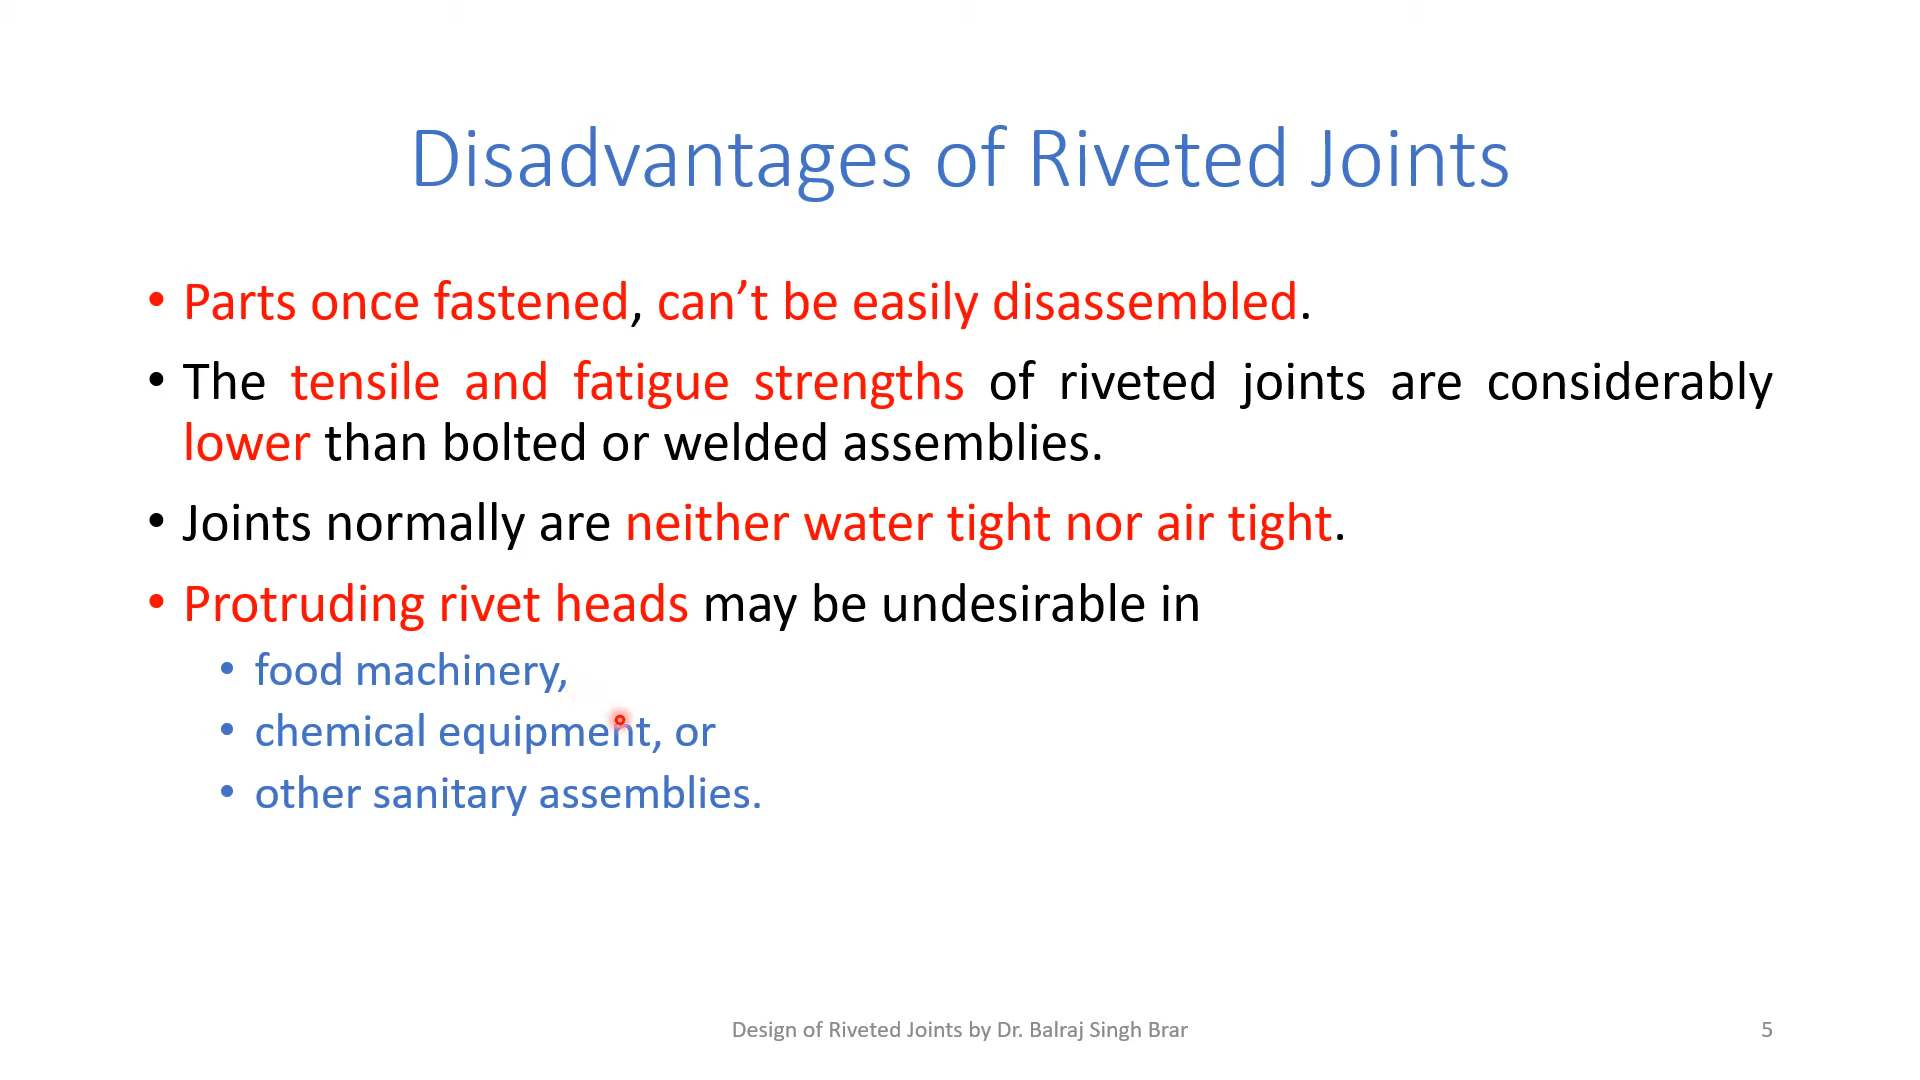 Disadvantages of Riveted Joints
• Parts once fastened, can’t be easily disassembled.
• The tensile and fatigue strengths of riveted joints are considerably
lower than bolted or welded assemblies.
• Joints normally are neither water tight nor air tight.
• Protruding rivet heads may be undesirable in
• food machinery,
• chemical equipment, or
• other sanitary assemblies.
Design of Riveted Joints by Dr. Balraj Singh Brar
5